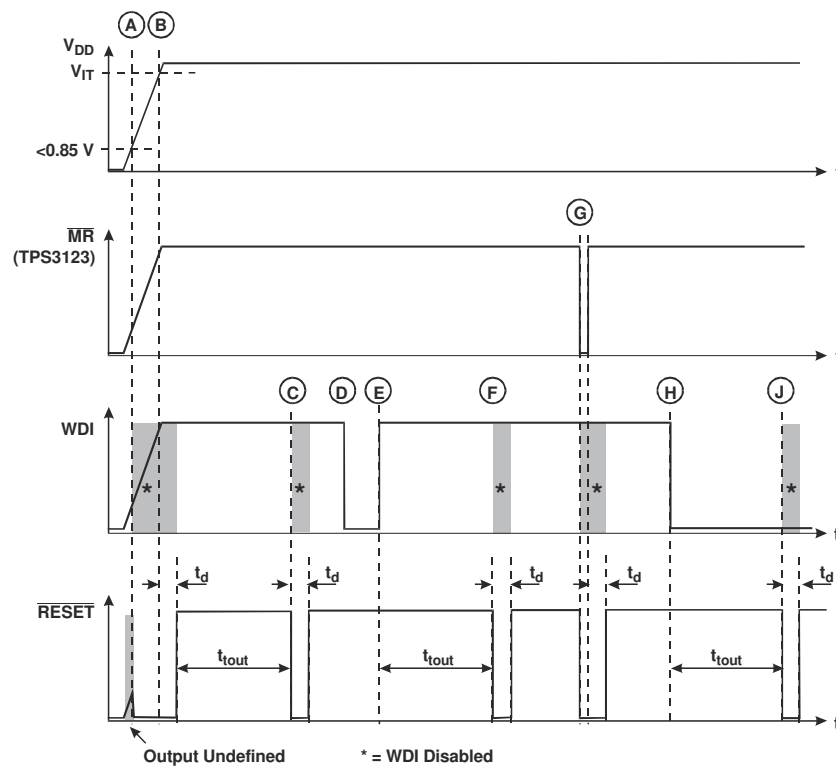 A B
VDD
VIT
<0.85 V
t
G
MR
(TPS3123)
t
C D E F H J
WDI
* * * * *
t
td td td td td
RESET
ttout ttout ttout
t
Output Undefined * = WDI Disabled